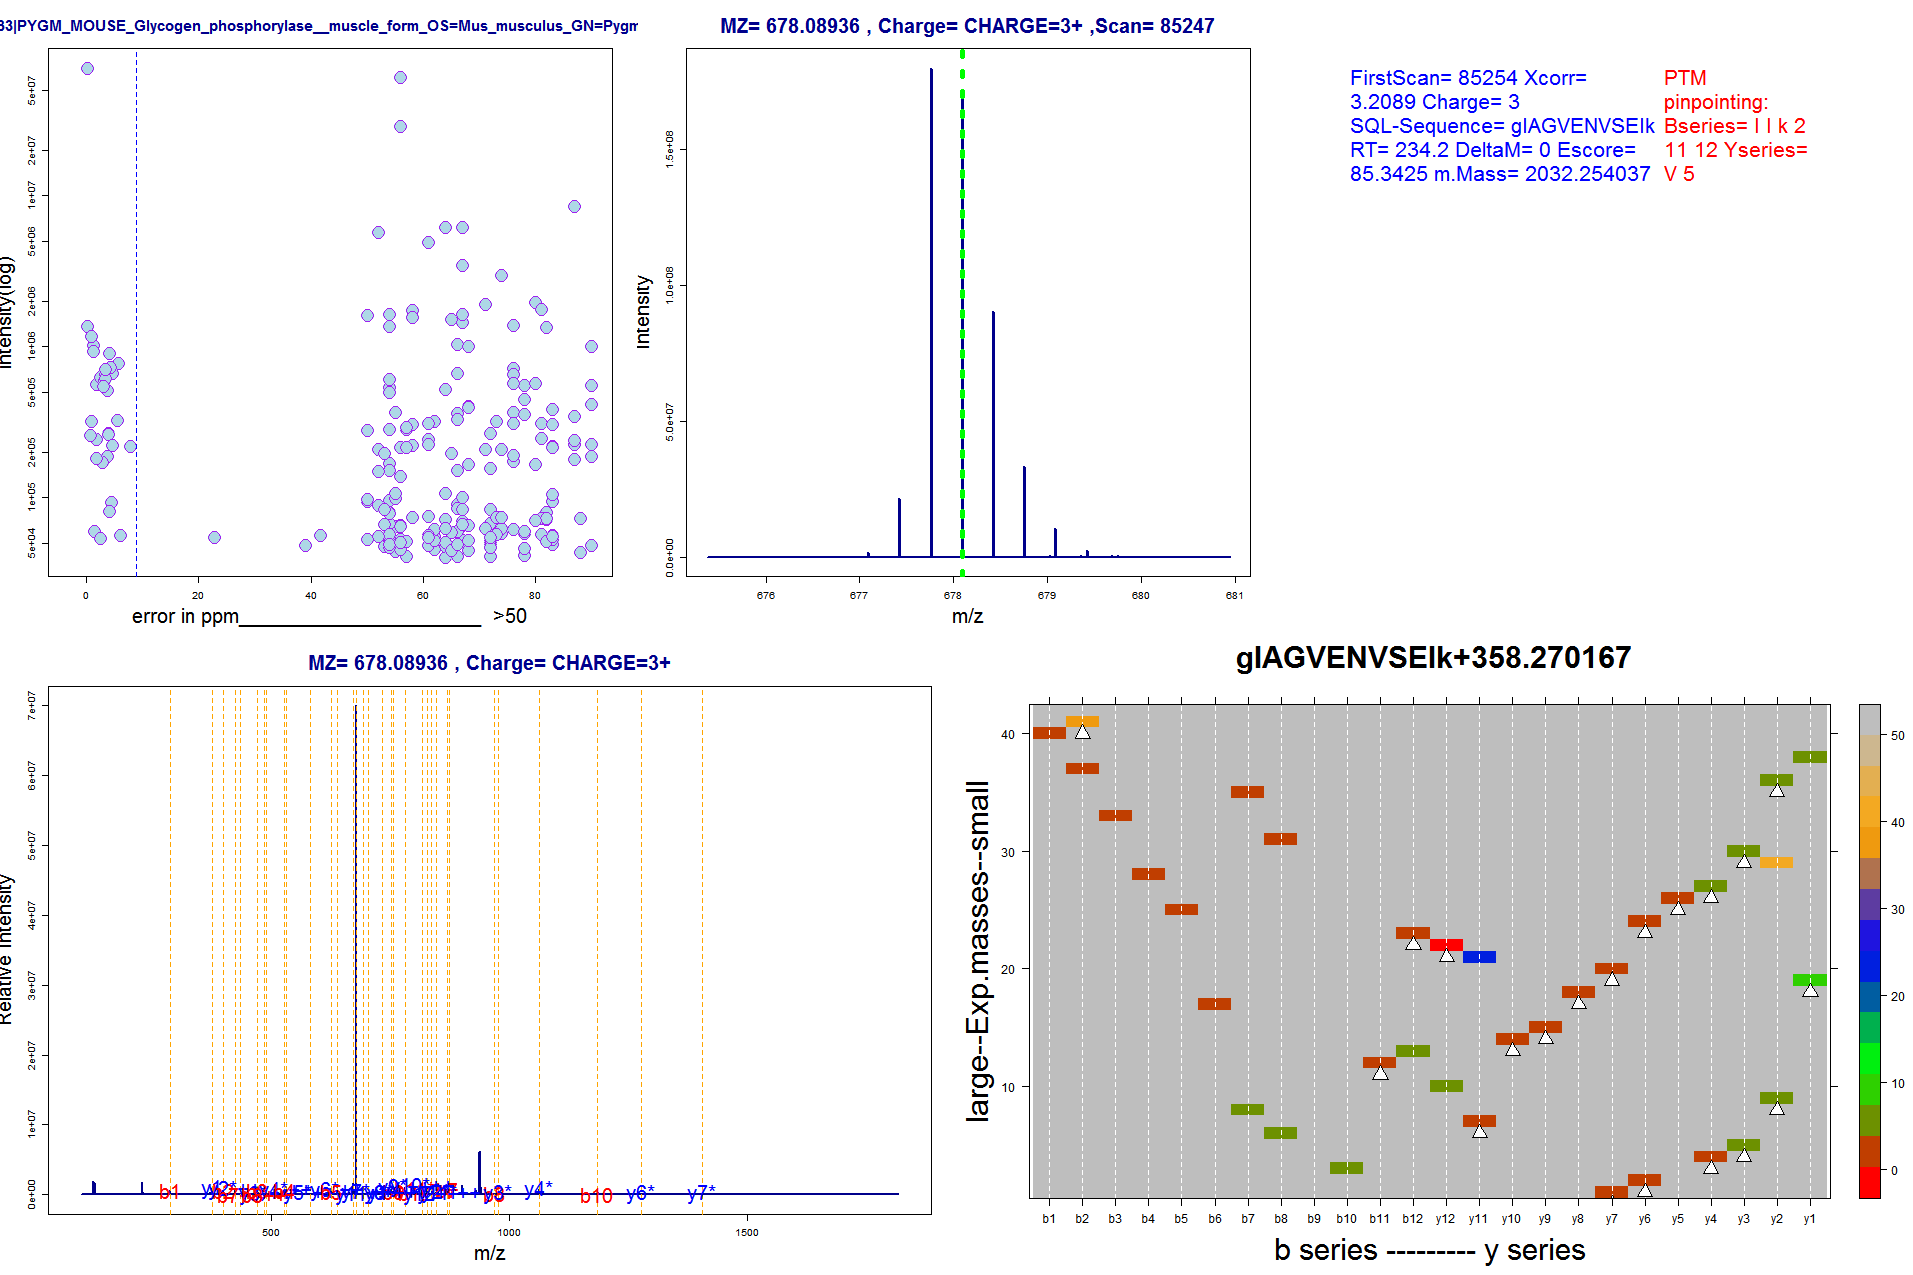 33|PYGM_MOUSE_Glycogen_phosphorylase__muscle_form_OS=Mus_musculus_GN=Pygm
Intensity(log)
5e+07
2e+07
1e+07
5e+06
2e+06
1e+06
5e+05
2e+05
1e+05
5e+04
0 20 40 60 80
error in ppm______________________ >50
MZ= 678.08936 , Charge= CHARGE=3+ ,Scan= 85247
Intensity
1.5e+08
1.0e+08
5.0e+07
0.0e+00
676 677 678 679 680 681
m/z
FirstScan= 85254 Xcorr=
3.2089 Charge= 3
SQL-Sequence= gIAGVENVSEIk
RT= 234.2 DeltaM= 0 Escore=
85.3425 m.Mass= 2032.254037
PTM
pinpointing:
Bseries= I I k 2
11 12 Yseries=
V 5
MZ= 678.08936 , Charge= CHARGE=3+
Relative Intensity
7e+07
6e+07
5e+07
4e+07
3e+07
2e+07
1e+07
0e+00
b1 b10 y4* y6* y7*
500 1000 1500
m/z
gIAGVENVSEIk+358.270167
large--Exp.masses--small
40
30
20
10
b1 b2 b3 b4 b5 b6 b7 b8 b9 b10 b11 b12 y12 y11 y10 y9 y8 y7 y6 y5 y4 y3 y2 y1
b series --------- y series
50
40
30
20
10
0